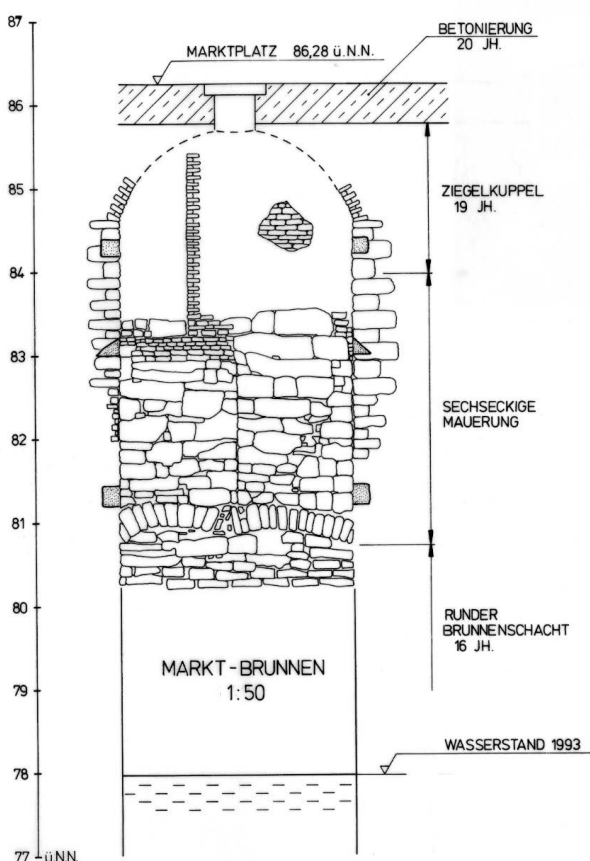 87
BETONIERUNG
20 JH.
MARKTPLATZ 86,28 ü.N.N.
86
85
ZIEGELKUPPEL
19 JH.
84
83
SECHSECKIGE
MAUERUNG
82
81
80
RUNDER
BRUNNENSCHACHT
16 JH.
MARKT-BRUNNEN
1:50
79
WASSERSTAND 1993
78
77 ü.N.N.